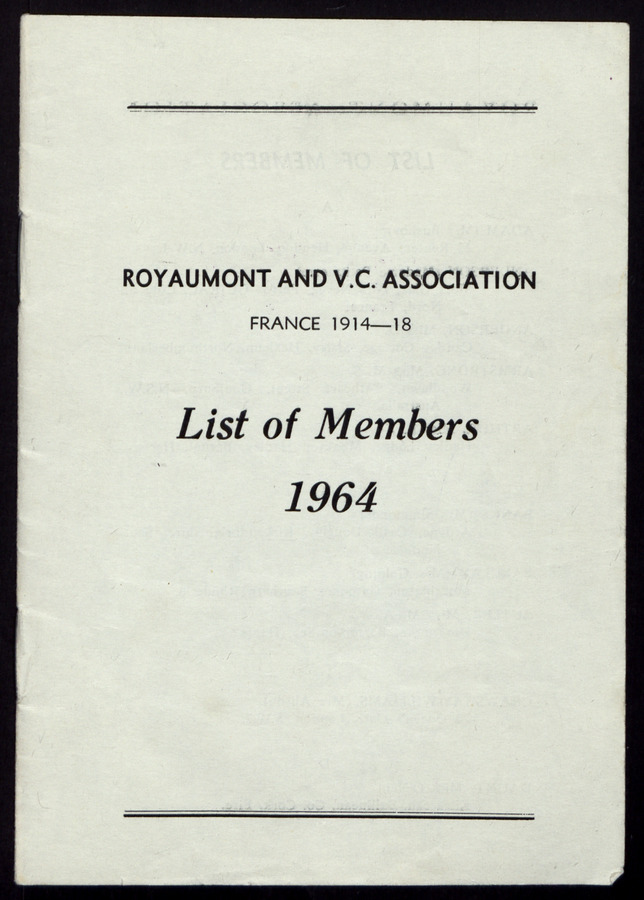 ROYAUMONT AND V.C. ASSOCIATION
FRANCE 1914—18
List of Members
1964